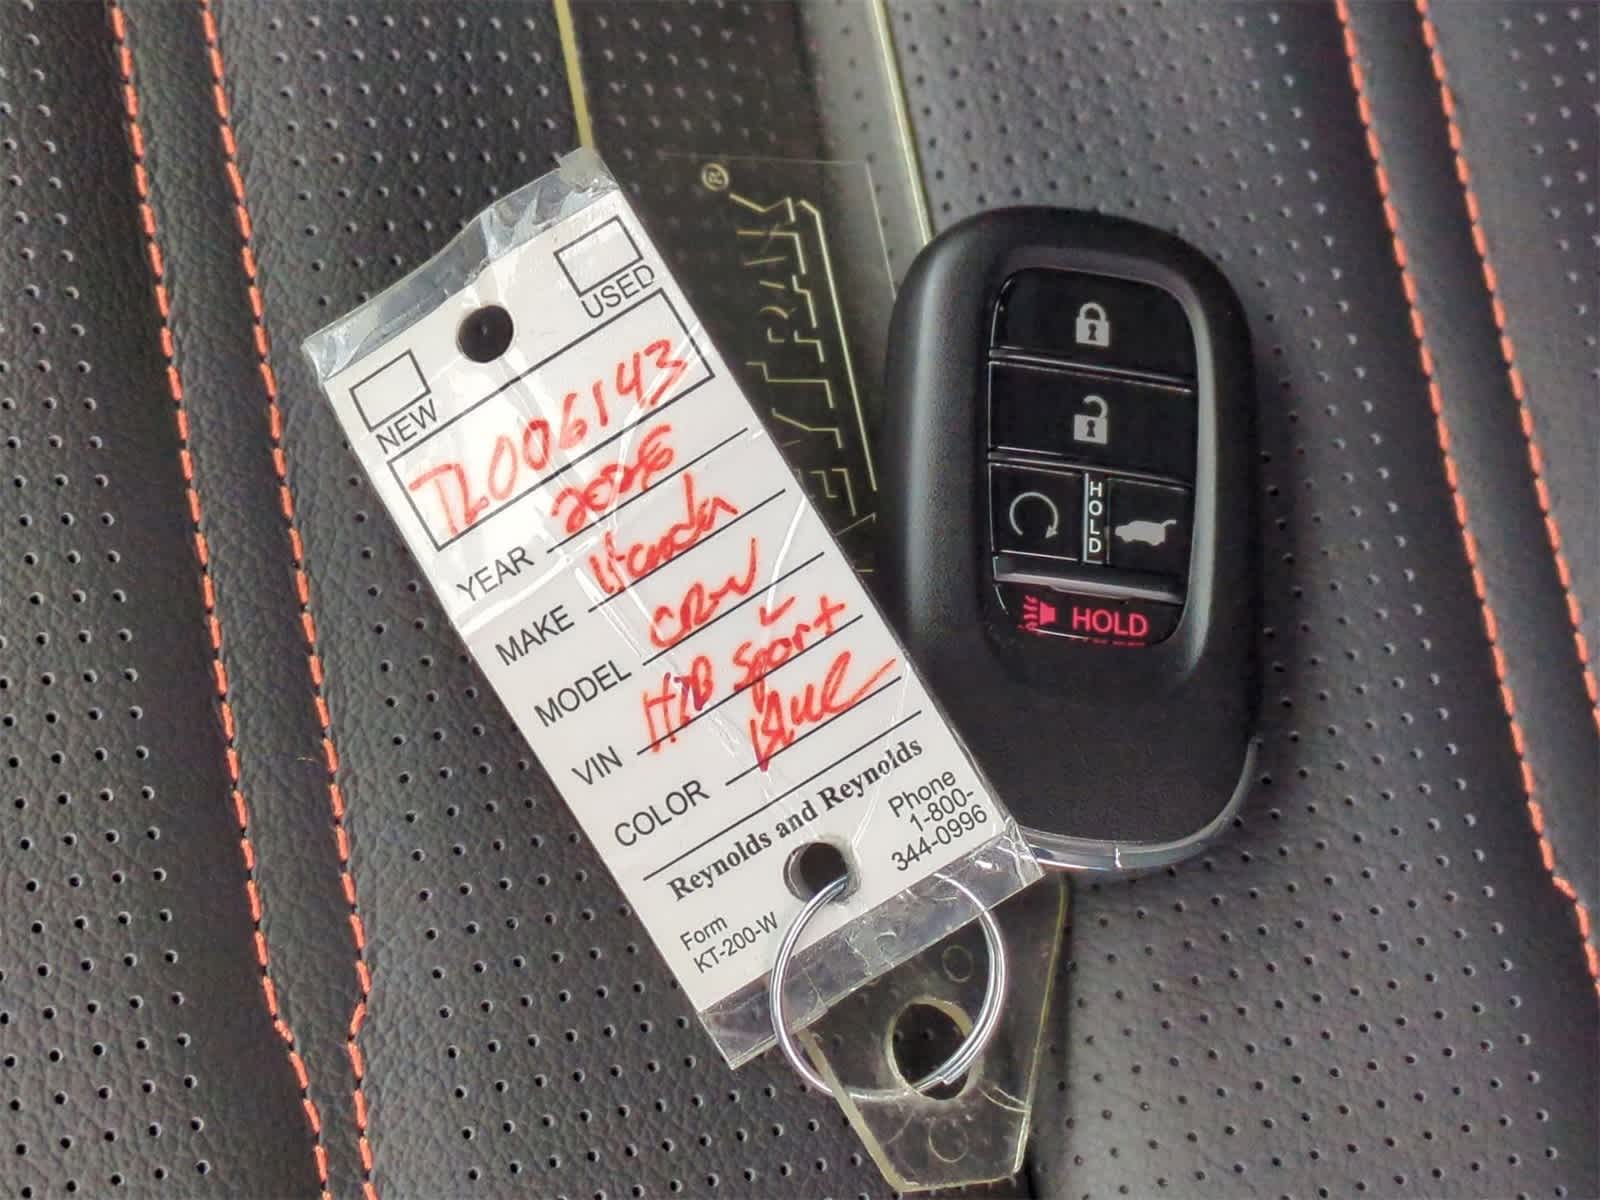 USED
NEW
TL006143
YEAR 2026
MAKE Honda
MODEL CRV
VIN HYB Sport L
COLOR Blue
Reynolds and Reynolds
Phone
1-800-
344-0996
Form
KT-200-W
HOLD
HOLD
®